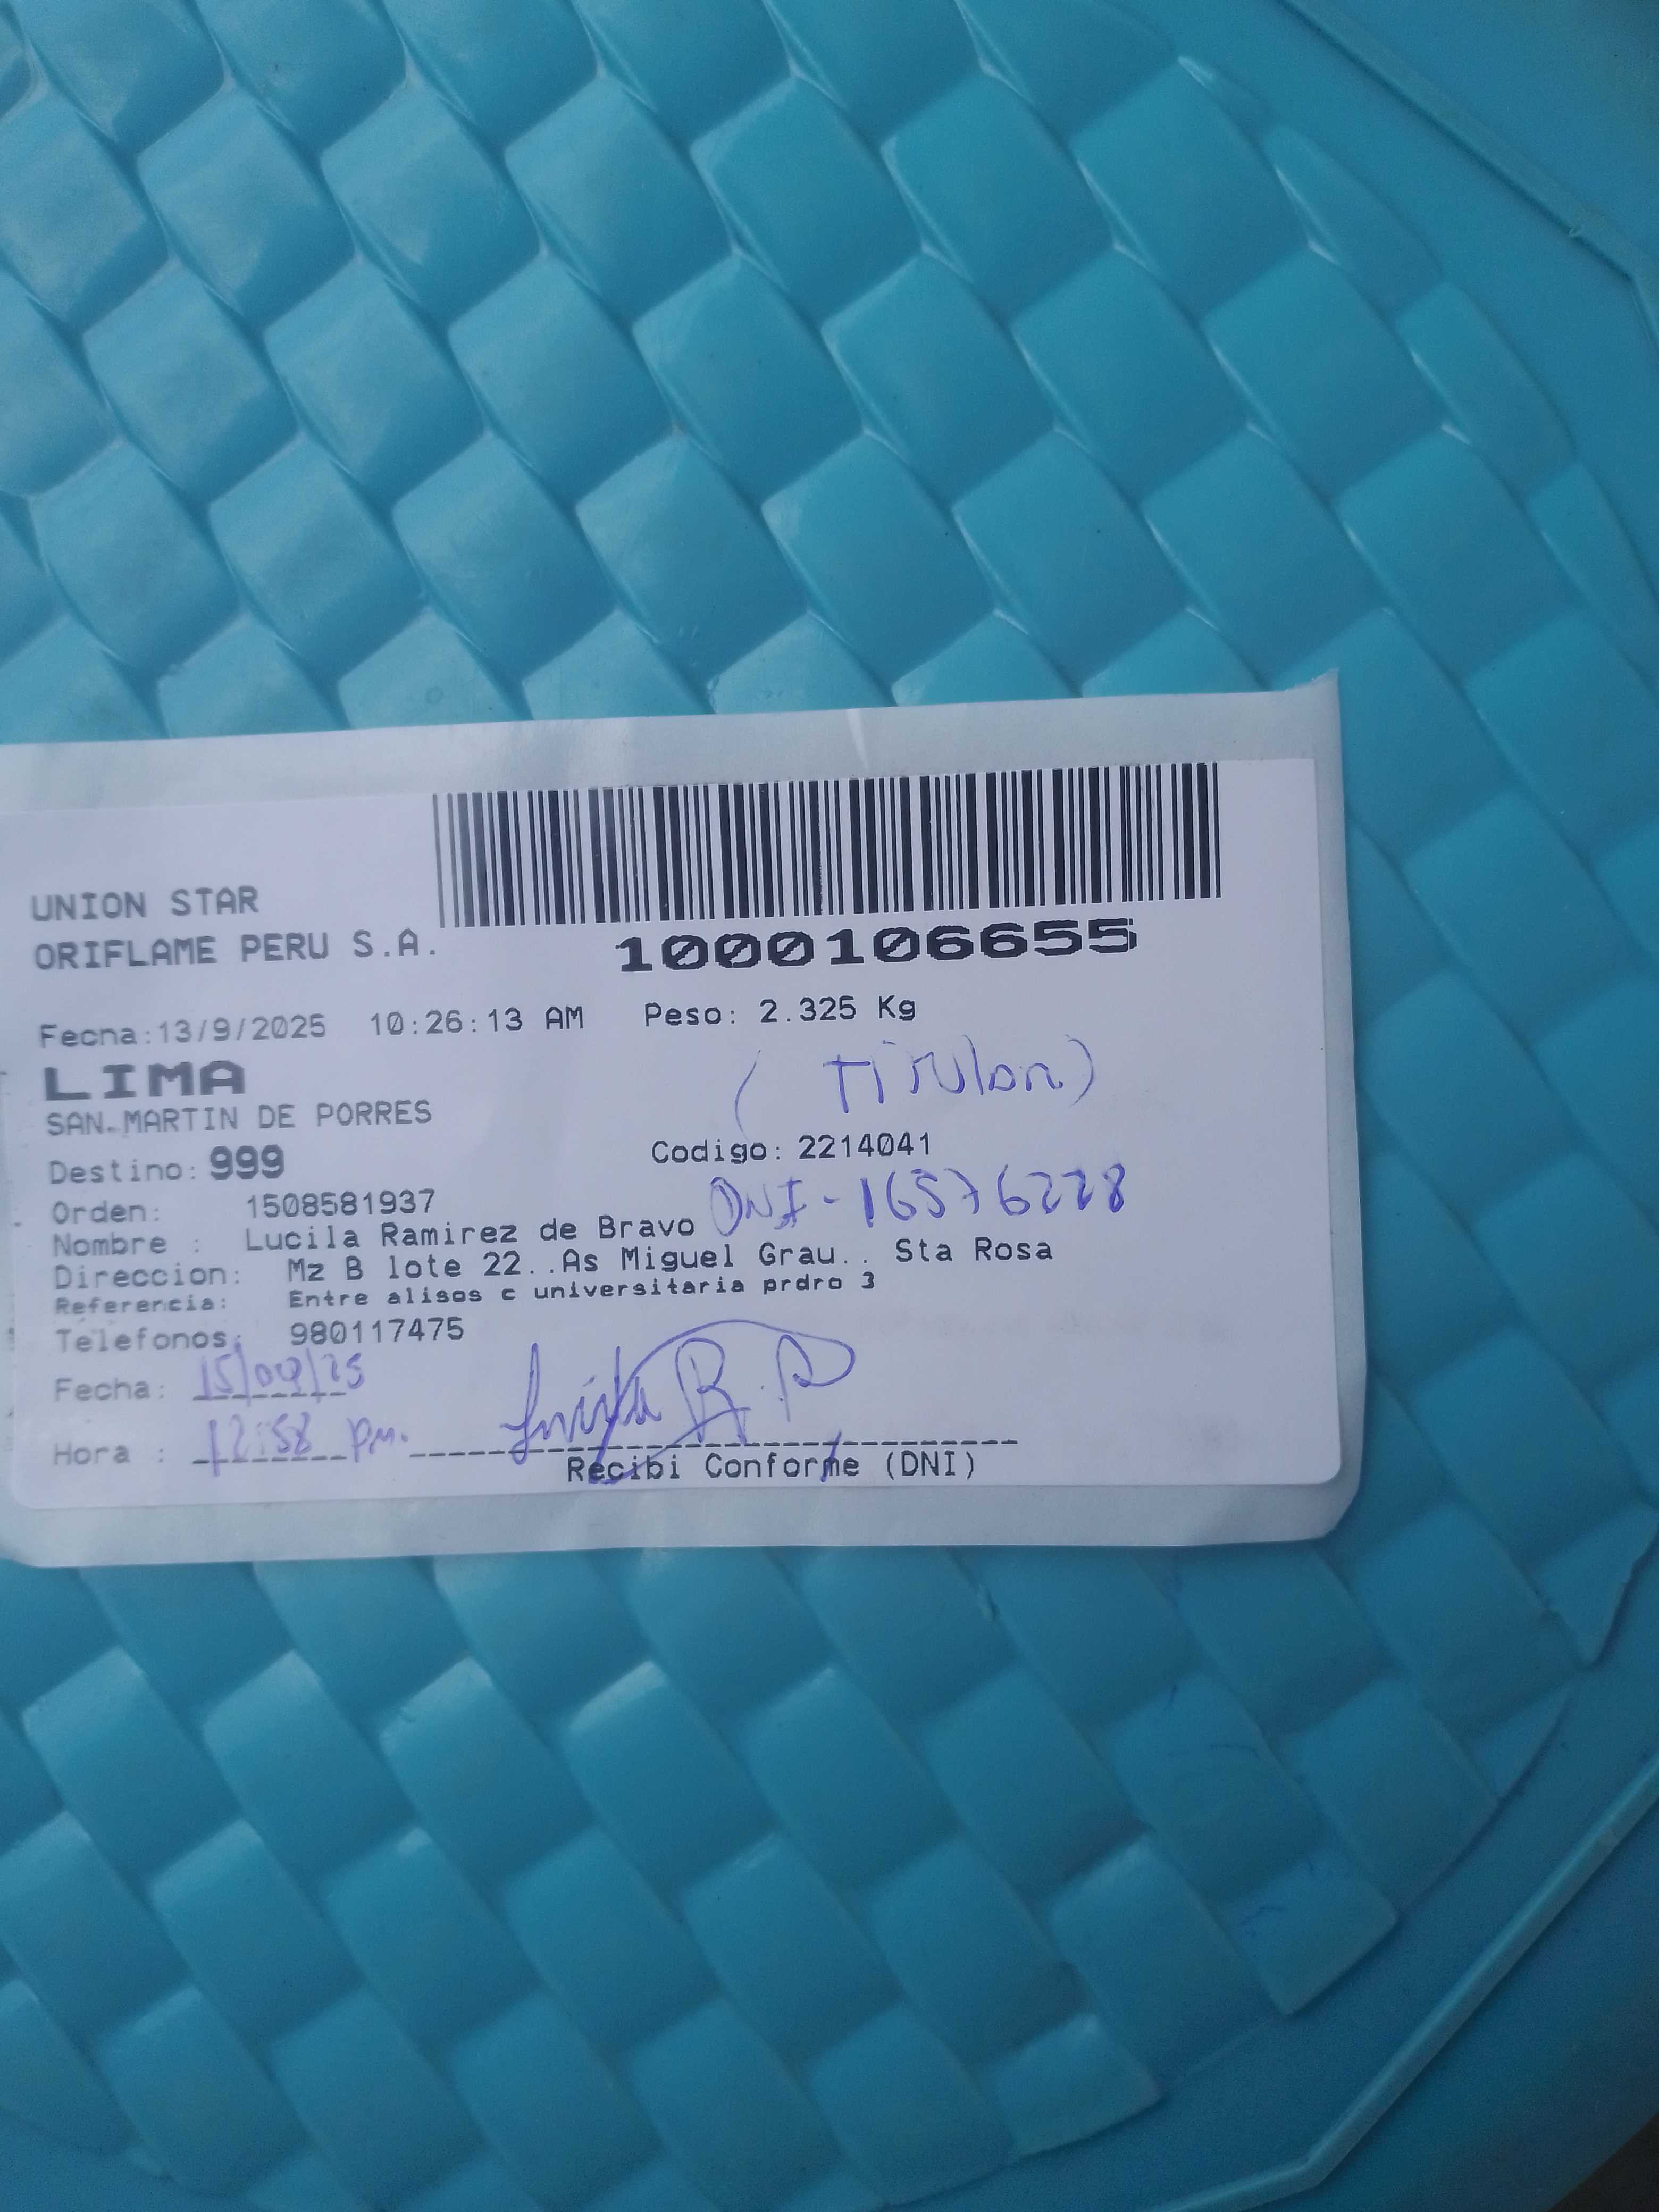 UNION STAR
ORIFLAME PERU S.A.
1000106655
Fecha:13/9/2025 10:26:13 AM Peso: 2.325 Kg
LIMA
(Titular)
SAN.MARTIN DE PORRES
Codigo: 2214041
Destino: 999
DNI-16576228
Orden: 1508581937
Nombre : Lucila Ramirez de Bravo
Direccion: Mz B lote 22..As Miguel Grau.. Sta Rosa
Referencia: Entre alisos c universitaria prdro 3
Telefonos: 980117475
Fecha: 15/09/25
Hora : 12:58 pm.
Recibi Conforme (DNI)